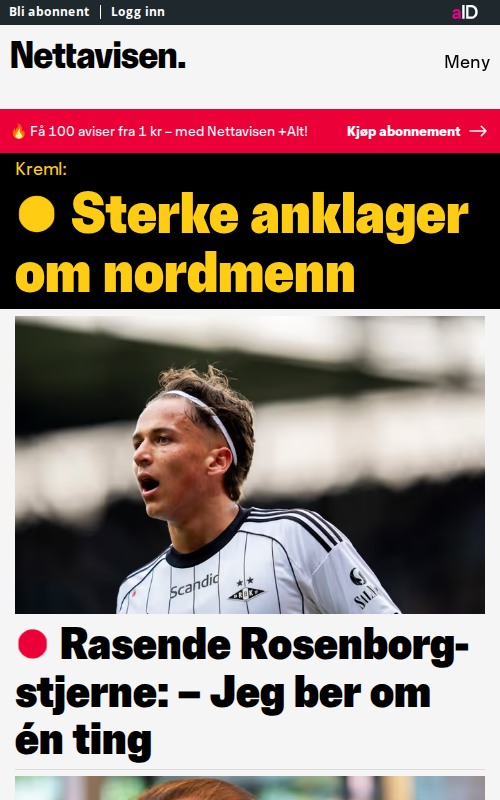 Bli abonnent | Logg inn
aID
Nettavisen.
Meny
🔥 Få 100 aviser fra 1 kr – med Nettavisen +Alt!
Kjøp abonnement →
Kreml:
● Sterke anklager
om nordmenn
Scandic
● Rasende Rosenborg-
stjerne: – Jeg ber om
én ting